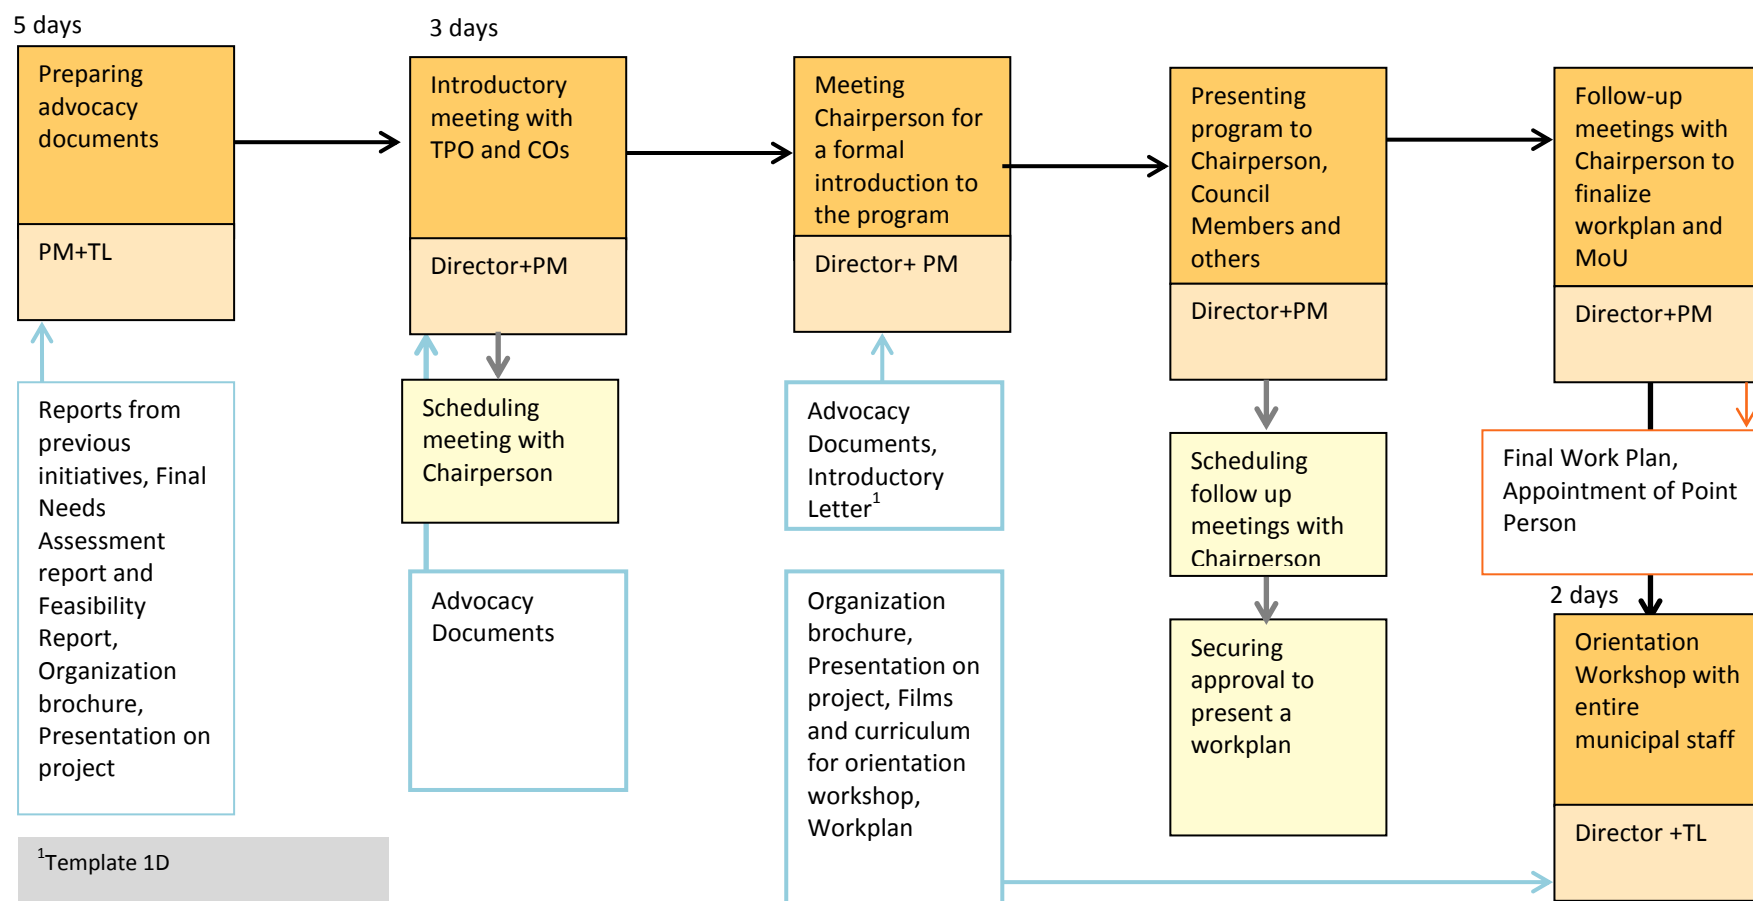 5 days
Preparing
advocacy
documents
PM+TL
Reports from
previous
initiatives, Final
Needs
Assessment
report and
Feasibility
Report,
Organization
brochure,
Presentation on
project
1Template 1D
3 days
Introductory
meeting with
TPO and COs
Director+PM
Scheduling
meeting with
Chairperson
Advocacy
Documents
Meeting
Chairperson for
a formal
introduction to
the program
Director+ PM
Advocacy
Documents,
Introductory
Letter1
Organization
brochure,
Presentation on
project, Films
and curriculum
for orientation
workshop,
Workplan
Presenting
program to
Chairperson,
Council
Members and
others
Director+PM
Scheduling
follow up
meetings with
Chairperson
Securing
approval to
present a
workplan
Follow-up
meetings with
Chairperson to
finalize
workplan and
MoU
Director+PM
Final Work Plan,
Appointment of Point
Person
2 days
Orientation
Workshop with
entire
municipal staff
Director +TL